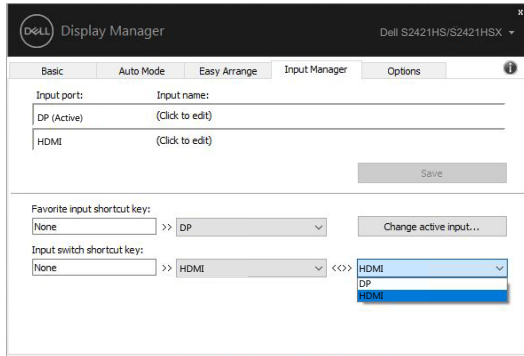 DELL Display Manager
Dell S2421HS/S2421HSX
x
Basic Auto Mode Easy Arrange Input Manager Options
Input port: Input name:
DP (Active) (Click to edit)
HDMI (Click to edit)
Save
Favorite input shortcut key:
None >> DP Change active input...
Input switch shortcut key:
None >> HDMI <<>> HDMI
DP
HDMI